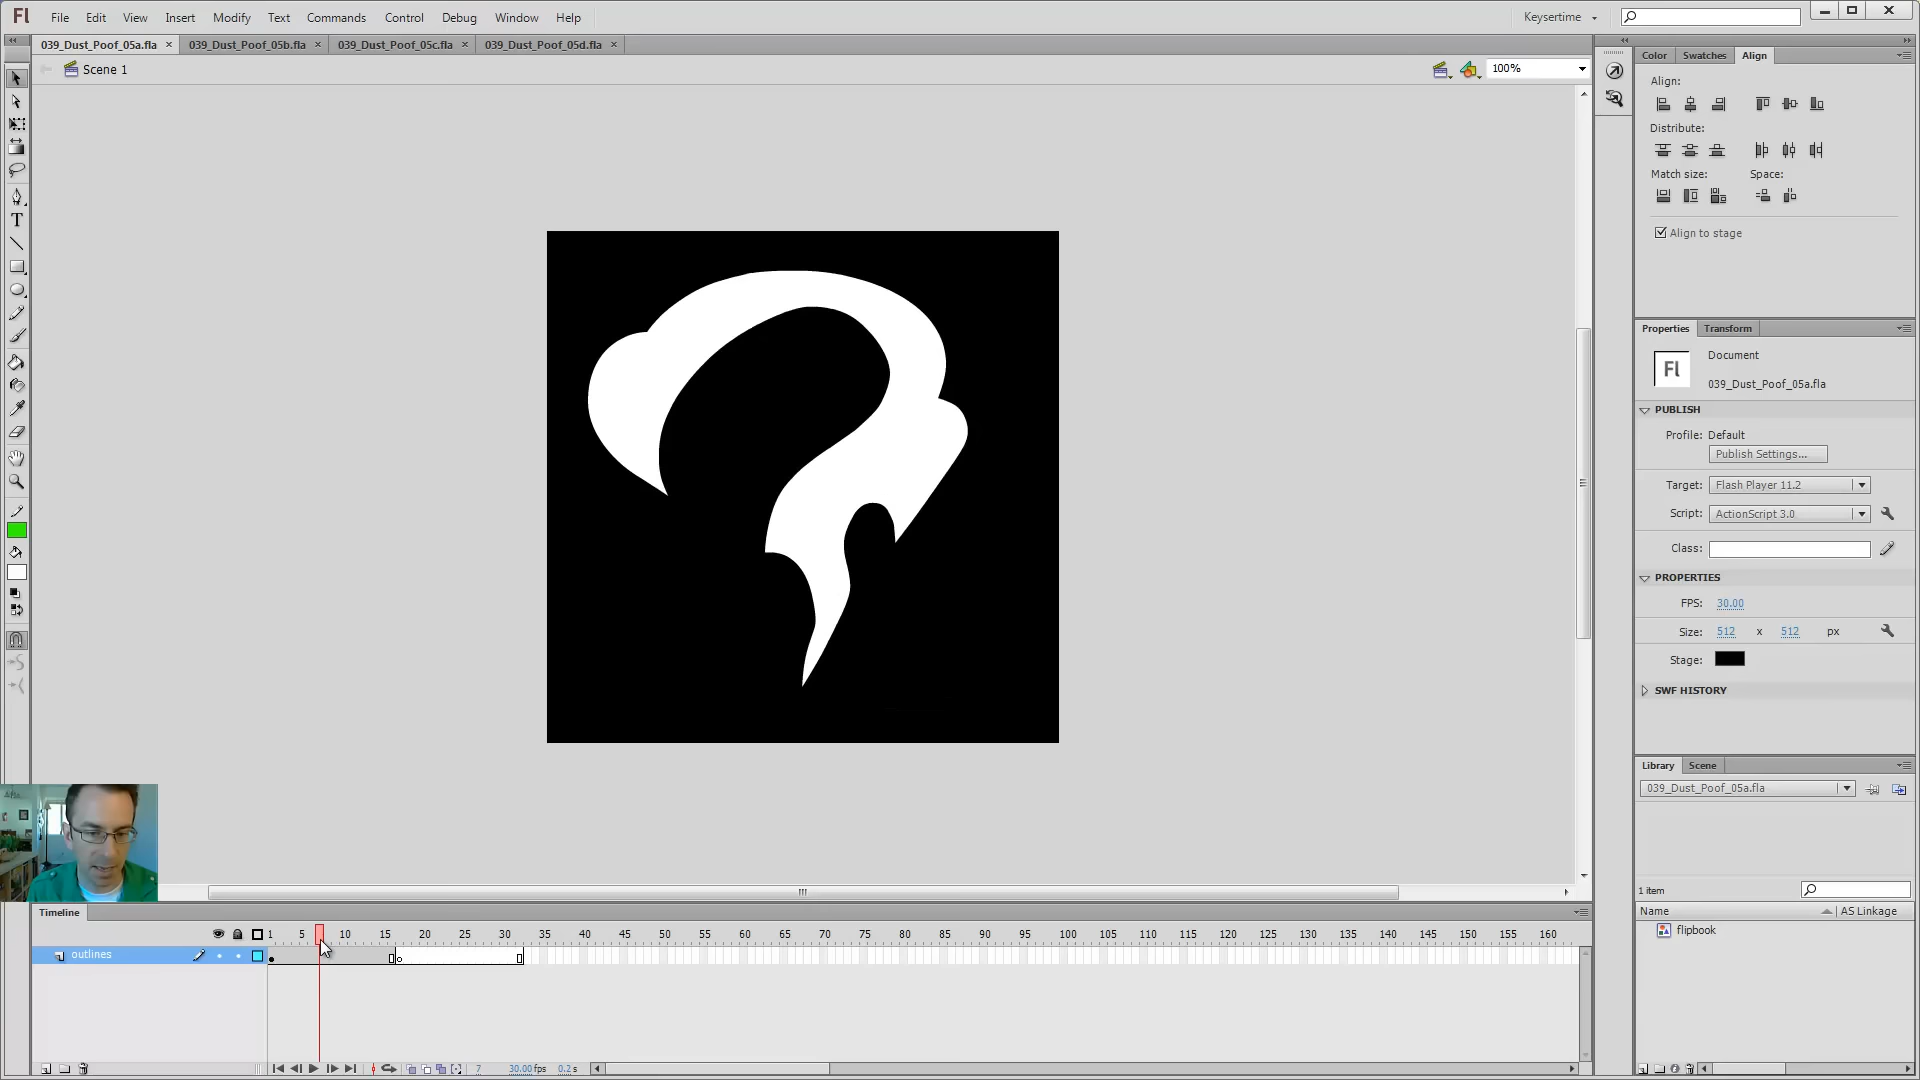 Fl File Edit View Insert Modify Text Commands Control Debug Window Help Keysertime
039_Dust_Poof_05a.fla × 039_Dust_Poof_05b.fla × 039_Dust_Poof_05c.fla × 039_Dust_Poof_05d.fla ×
Scene 1 100%
Color Swatches Align
Align:
Distribute:
Match size: Space:
Align to stage
Properties Transform
Fl Document
039_Dust_Poof_05a.fla
PUBLISH
Profile: Default
Publish Settings...
Target: Flash Player 11.2
Script: ActionScript 3.0
Class:
PROPERTIES
FPS: 30.00
Size: 512 x 512 px
Stage:
SWF HISTORY
Library Scene
039_Dust_Poof_05a.fla
1 item
Name AS Linkage
flipbook
T
Timeline
1 5 10 15 20 25 30 35 40 45 50 55 60 65 70 75 80 85 90 95 100 105 110 115 120 125 130 135 140 145 150 155 160
outlines
7 30.00 fps 0.2 s